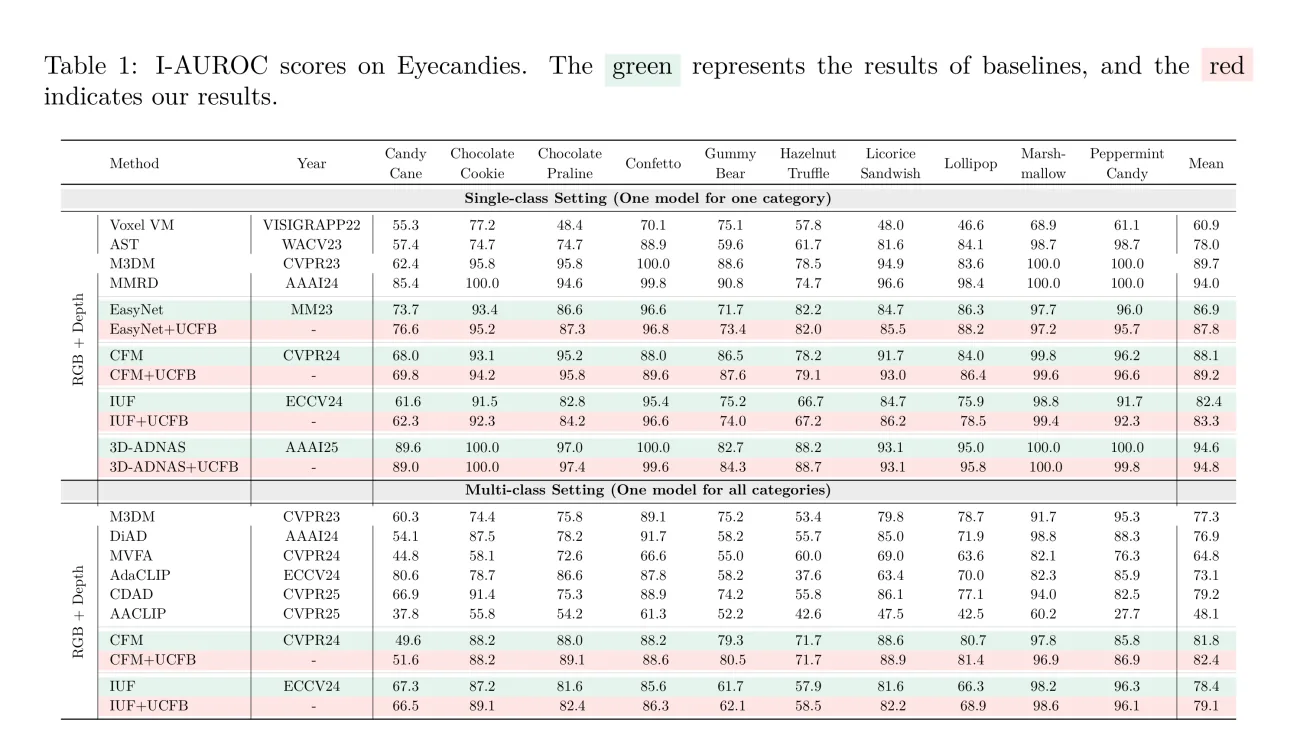 Table 1: I-AUROC scores on Eyecandies. The green represents the results of baselines, and the red
indicates our results.
Method Year Candy Cane Chocolate Cookie Chocolate Praline Confetto Gummy Bear Hazelnut Truffle Licorice Sandwish Lollipop Marsh-mallow Peppermint Candy Mean
Single-class Setting (One model for one category)
RGB + Depth
Voxel VM VISIGRAPP22 55.3 77.2 48.4 70.1 75.1 57.8 48.0 46.6 68.9 61.1 60.9
AST WACV23 57.4 74.7 74.7 88.9 59.6 61.7 81.6 84.1 98.7 98.7 78.0
M3DM CVPR23 62.4 95.8 95.8 100.0 88.6 78.5 94.9 83.6 100.0 100.0 89.7
MMRD AAAI24 85.4 100.0 94.6 99.8 90.8 74.7 96.6 98.4 100.0 100.0 94.0
EasyNet MM23 73.7 93.4 86.6 96.6 71.7 82.2 84.7 86.3 97.7 96.0 86.9
EasyNet+UCFB - 76.6 95.2 87.3 96.8 73.4 82.0 85.5 88.2 97.2 95.7 87.8
CFM CVPR24 68.0 93.1 95.2 88.0 86.5 78.2 91.7 84.0 99.8 96.2 88.1
CFM+UCFB - 69.8 94.2 95.8 89.6 87.6 79.1 93.0 86.4 99.6 96.6 89.2
IUF ECCV24 61.6 91.5 82.8 95.4 75.2 66.7 84.7 75.9 98.8 91.7 82.4
IUF+UCFB - 62.3 92.3 84.2 96.6 74.0 67.2 86.2 78.5 99.4 92.3 83.3
3D-ADNAS AAAI25 89.6 100.0 97.0 100.0 82.7 88.2 93.1 95.0 100.0 100.0 94.6
3D-ADNAS+UCFB - 89.0 100.0 97.4 99.6 84.3 88.7 93.1 95.8 100.0 99.8 94.8
Multi-class Setting (One model for all categories)
RGB + Depth
M3DM CVPR23 60.3 74.4 75.8 89.1 75.2 53.4 79.8 78.7 91.7 95.3 77.3
DiAD AAAI24 54.1 87.5 78.2 91.7 58.2 55.7 85.0 71.9 98.8 88.3 76.9
MVFA CVPR24 44.8 58.1 72.6 66.6 55.0 60.0 69.0 63.6 82.1 76.3 64.8
AdaCLIP ECCV24 80.6 78.7 86.6 87.8 58.2 37.6 63.4 70.0 82.3 85.9 73.1
CDAD CVPR25 66.9 91.4 75.3 88.9 74.2 55.8 86.1 77.1 94.0 82.5 79.2
AACLIP CVPR25 37.8 55.8 54.2 61.3 52.2 42.6 47.5 42.5 60.2 27.7 48.1
CFM CVPR24 49.6 88.2 88.0 88.2 79.3 71.7 88.6 80.7 97.8 85.8 81.8
CFM+UCFB - 51.6 88.2 89.1 88.6 80.5 71.7 88.9 81.4 96.9 86.9 82.4
IUF ECCV24 67.3 87.2 81.6 85.6 61.7 57.9 81.6 66.3 98.2 96.3 78.4
IUF+UCFB - 66.5 89.1 82.4 86.3 62.1 58.5 82.2 68.9 98.6 96.1 79.1